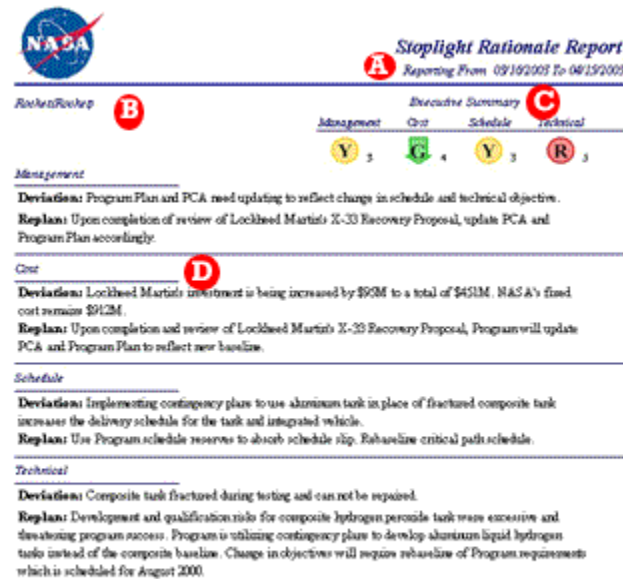 NASA
Stoplight Rationale Report
A
Reporting From 03/16/2003 To 04/15/2003
Rocket/Rocket
B
Executive Summary
C
Management Cost Schedule Technical
Y 3 G 4 Y 3 R 3
Management
Deviation: Program Plan and PCA need updating to reflect change in schedule and technical objective.
Replan: Upon completion of review of Lockheed Martin's X-33 Recovery Proposal, update PCA and
Program Plan accordingly.
Cost
D
Deviation: Lockheed Martin's investment is being increased by $95M to a total of $451M. NASA's fixed
cost remains $912M.
Replan: Upon completion and review of Lockheed Martin's X-33 Recovery Proposal, Program will update
PCA and Program Plan to reflect new baseline.
Schedule
Deviation: Implementing contingency plans to use aluminum tank in place of fractured composite tank
increases the delivery schedule for the task and integrated vehicle.
Replan: Use Program schedule reserves to absorb schedule slip. Rebaseline critical path schedule.
Technical
Deviation: Composite tank fractured during testing and can not be repaired.
Replan: Development and qualification risks for composite hydrogen peroxide tank were excessive and
threatening program success. Program is utilizing contingency plans to develop aluminum liquid hydrogen
tanks instead of the composite baseline. Change in objectives will require rebaseline of Program requirements
which is scheduled for August 2000.